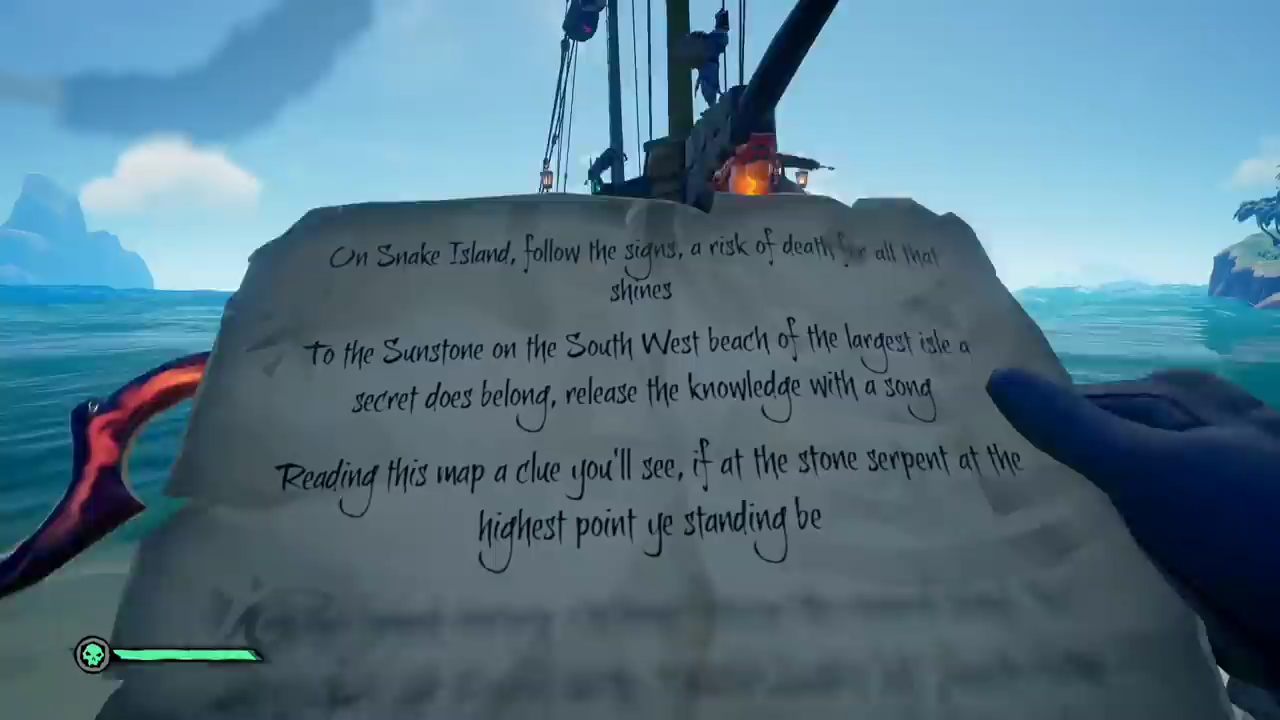 On Snake Island, follow the signs, a risk of death for all that
shines
To the Sunstone on the South West beach of the largest isle a
secret does belong, release the knowledge with a song
Reading this map a clue you'll see, if at the stone serpent at the
highest point ye standing be